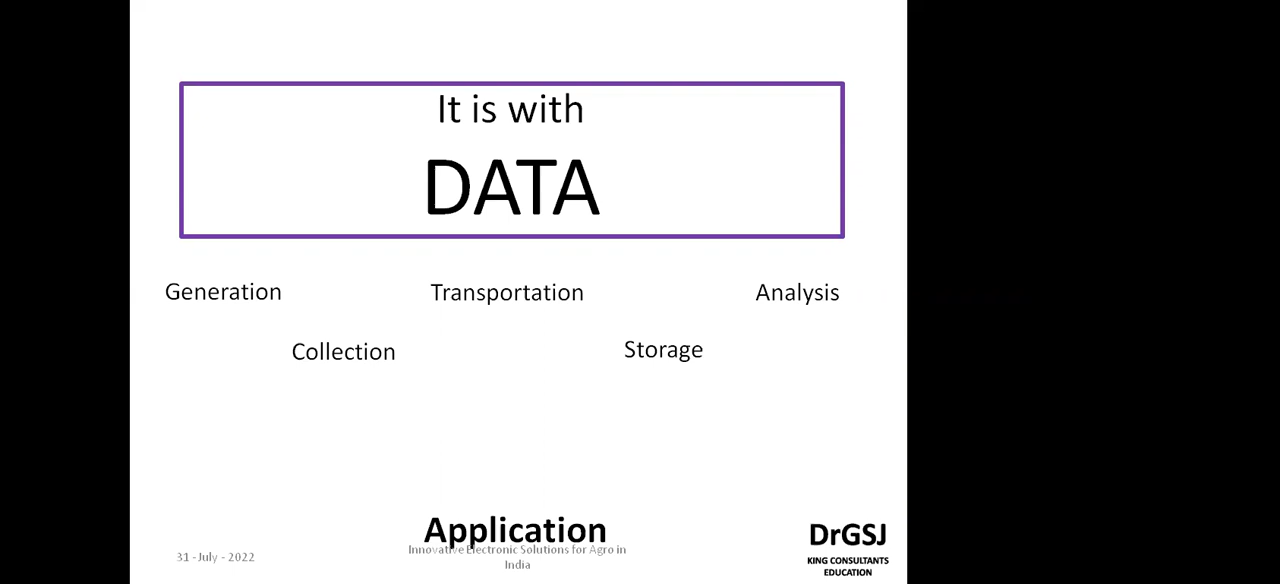 It is with
DATA
Generation
Transportation
Analysis
Collection
Storage
Application
Innovative Electronic Solutions for Agro in
India
31 - July - 2022
DrGSJ
KING CONSULTANTS
EDUCATION